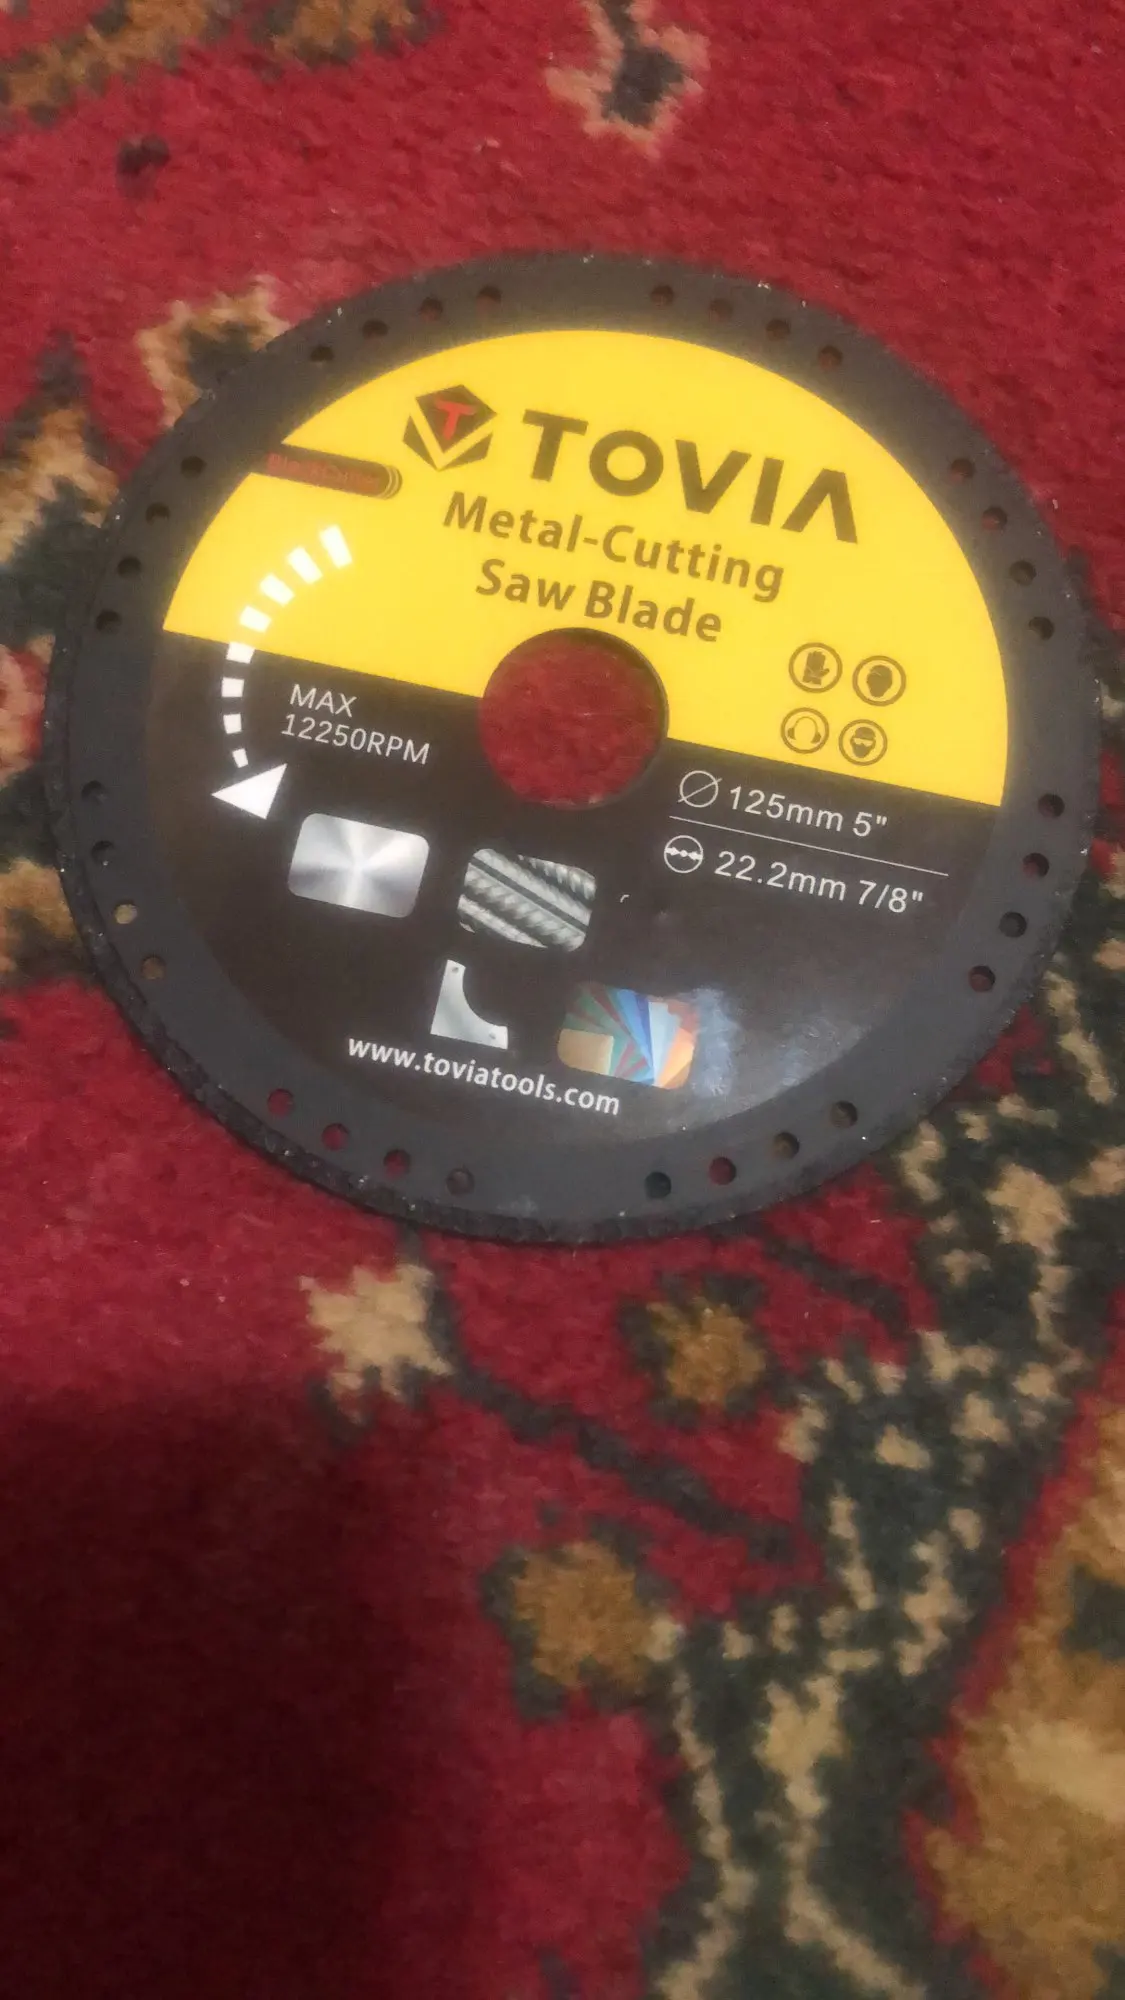 TOVIA
Metal-Cutting
Saw Blade
MAX
12250RPM
125mm 5"
22.2mm 7/8"
www.toviatools.com